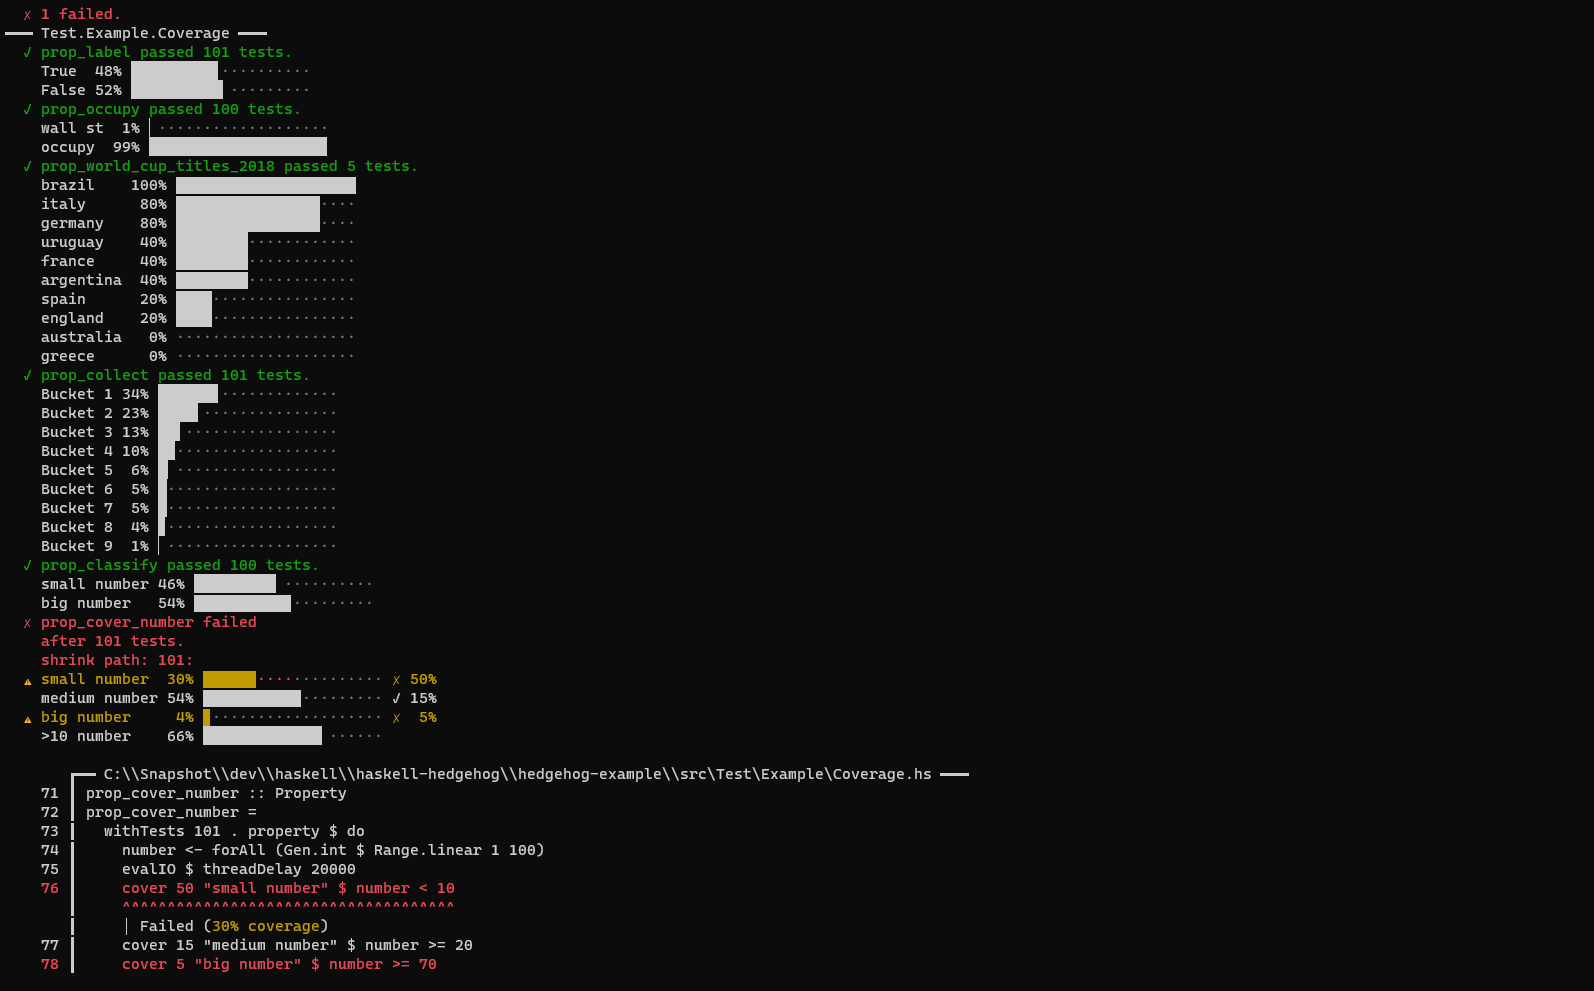 ✗ 1 failed.
━━━ Test.Example.Coverage ━━━
✓ prop_label passed 101 tests.
True 48% ··········
False 52% ·········
✓ prop_occupy passed 100 tests.
wall st 1% ···················
occupy 99%
✓ prop_world_cup_titles_2018 passed 5 tests.
brazil 100%
italy 80% ····
germany 80% ····
uruguay 40% ············
france 40% ············
argentina 40% ············
spain 20% ················
england 20% ················
australia 0% ····················
greece 0% ····················
✓ prop_collect passed 101 tests.
Bucket 1 34% ·············
Bucket 2 23% ···············
Bucket 3 13% ·················
Bucket 4 10% ··················
Bucket 5 6% ··················
Bucket 6 5% ···················
Bucket 7 5% ···················
Bucket 8 4% ···················
Bucket 9 1% ···················
✓ prop_classify passed 100 tests.
small number 46% ··········
big number 54% ·········
✗ prop_cover_number failed
after 101 tests.
shrink path: 101:
⚠ small number 30% ·············· ✗ 50%
medium number 54% ········· ✓ 15%
⚠ big number 4% ··················· ✗ 5%
>10 number 66% ······
┏━━ C:\\Snapshot\\dev\\haskell\\haskell-hedgehog\\hedgehog-example\\src\Test\Example\Coverage.hs ━━━
71 ┃ prop_cover_number :: Property
72 ┃ prop_cover_number =
73 ┃ withTests 101 . property $ do
74 ┃ number <- forAll (Gen.int $ Range.linear 1 100)
75 ┃ evalIO $ threadDelay 20000
76 ┃ cover 50 "small number" $ number < 10
┃ ^^^^^^^^^^^^^^^^^^^^^^^^^^^^^^^^^^^^^
┃ │ Failed (30% coverage)
77 ┃ cover 15 "medium number" $ number >= 20
78 ┃ cover 5 "big number" $ number >= 70